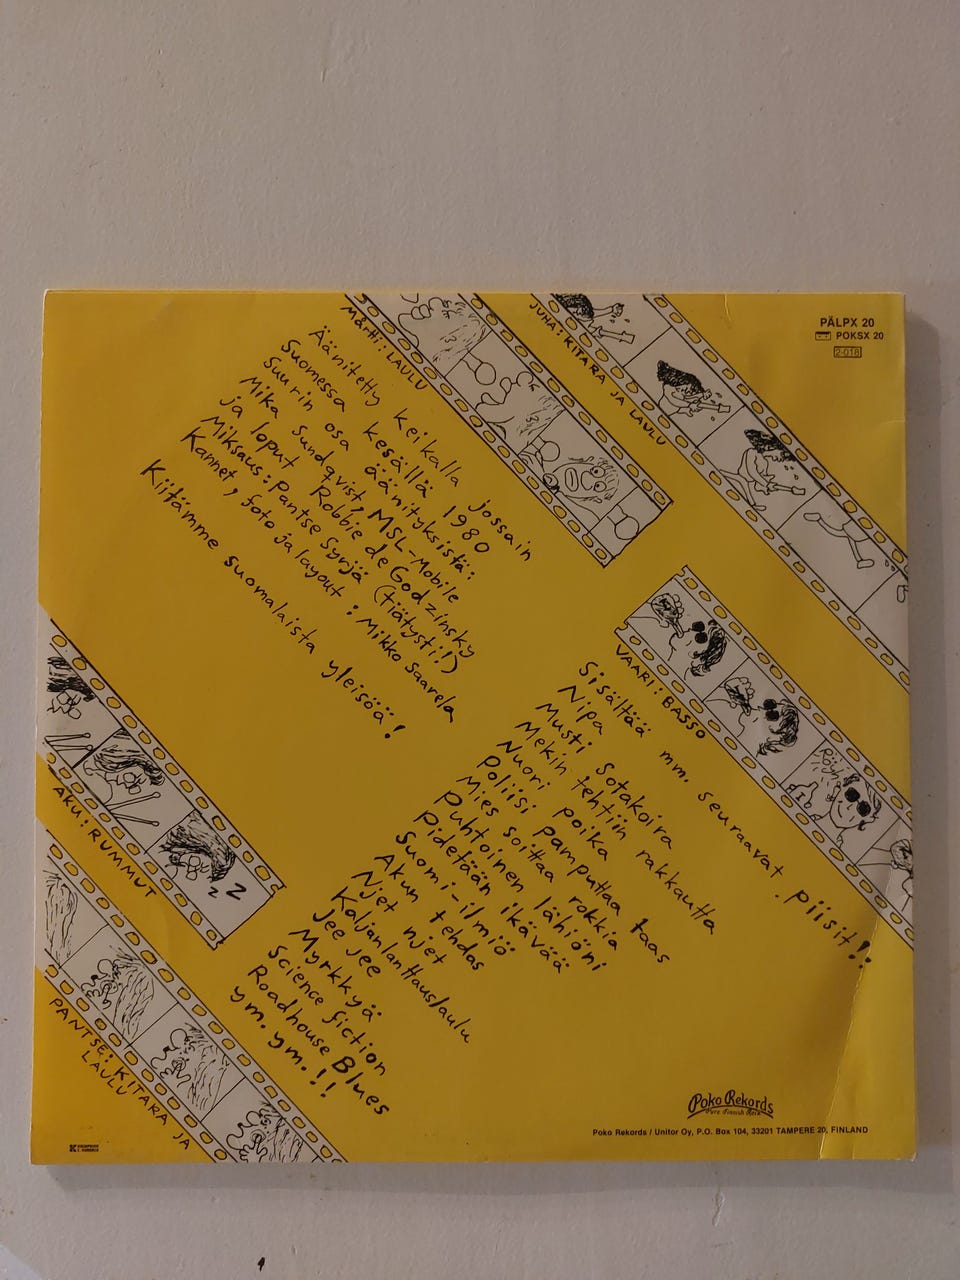 PÄLPX 20
POKSX 20
2-018
Martti: LAULU
JUHA: KITARA JA LAULU
Äänitetty keikalla jossain
Suomessa kesällä 1980
Suurin osa äänityksistä:
Mika Sundqvist, MSL-Mobile
ja loput Robbie de Godzinsky
Miksaus: Pantse Syrjä (tiätysti!)
Kannet, foto ja layout: Mikko Saarela
Kiitämme suomalaista yleisöä!
VAARI: BASSO
Röyh
Sisältää mm. seuraavat piisit!!
Nipa
Musti Sotakoira
Mekin tehtiin rakkautta
Nuori poika
Poliisi pamputtaa taas
Mies soittaa rokkia
Puhtoinen lähiöni
Pidetään ikävää
Suomi-ilmiö
Akun tehdas
Njet njet
Kaljanlanttauslaulu
Jee jee
Myrkkyä
Science fiction
Roadhouse Blues
ym. ym.!!
AKU: RUMMUT
z Z
PANTSE: KITARA JA
LAULU
Poko Rekords
Pure Finnish Rock
Poko Rekords / Unitor Oy, P.O. Box 104, 33201 TAMPERE 20, FINLAND